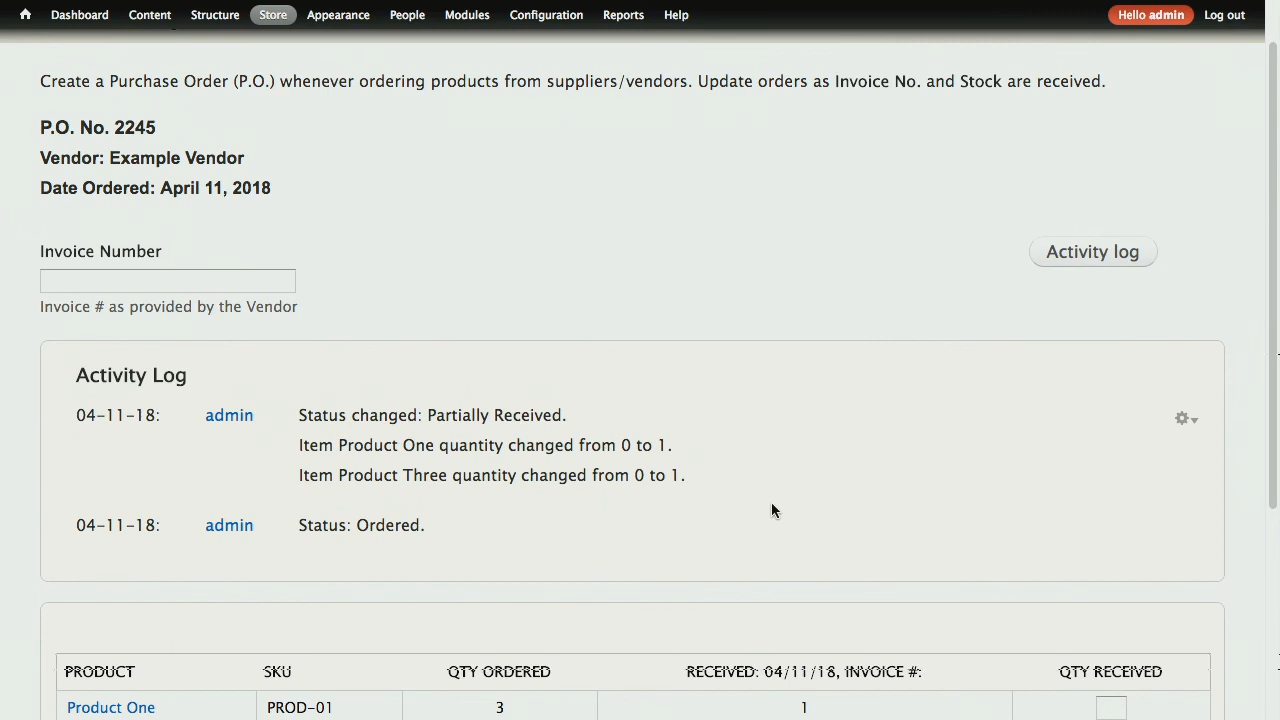 Dashboard Content Structure Store Appearance People Modules Configuration Reports Help Hello admin Log out
Create a Purchase Order (P.O.) whenever ordering products from suppliers/vendors. Update orders as Invoice No. and Stock are received.
P.O. No. 2245
Vendor: Example Vendor
Date Ordered: April 11, 2018
Invoice Number
Activity log
Invoice # as provided by the Vendor
Activity Log
04-11-18: admin Status changed: Partially Received.
Item Product One quantity changed from 0 to 1.
Item Product Three quantity changed from 0 to 1.
04-11-18: admin Status: Ordered.
PRODUCT SKU QTY ORDERED RECEIVED: 04/11/18, INVOICE #: QTY RECEIVED
Product One PROD-01 3 1